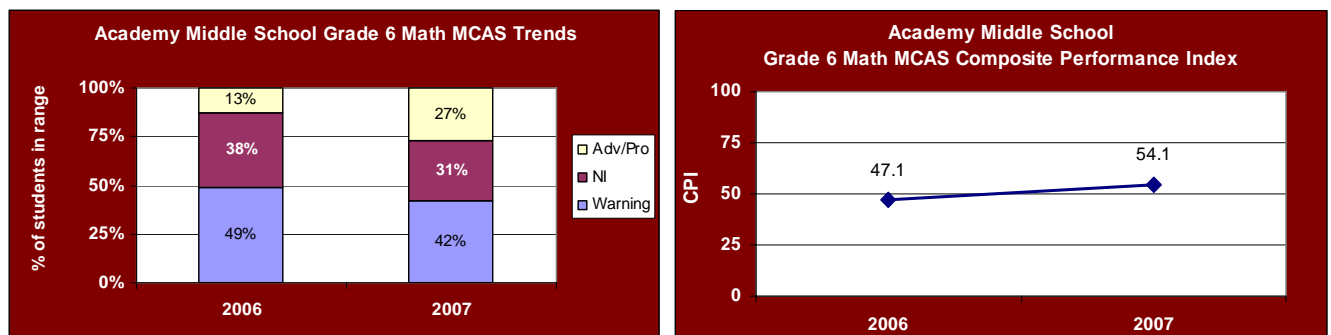 Academy Middle School Grade 6 Math MCAS Trends
% of students in range
100%
75%
50%
25%
0%
13%
38%
49%
27%
31%
42%
2006
2007
Adv/Pro
NI
Warning
Academy Middle School
Grade 6 Math MCAS Composite Performance Index
CPI
100
75
50
25
0
47.1
54.1
2006
2007